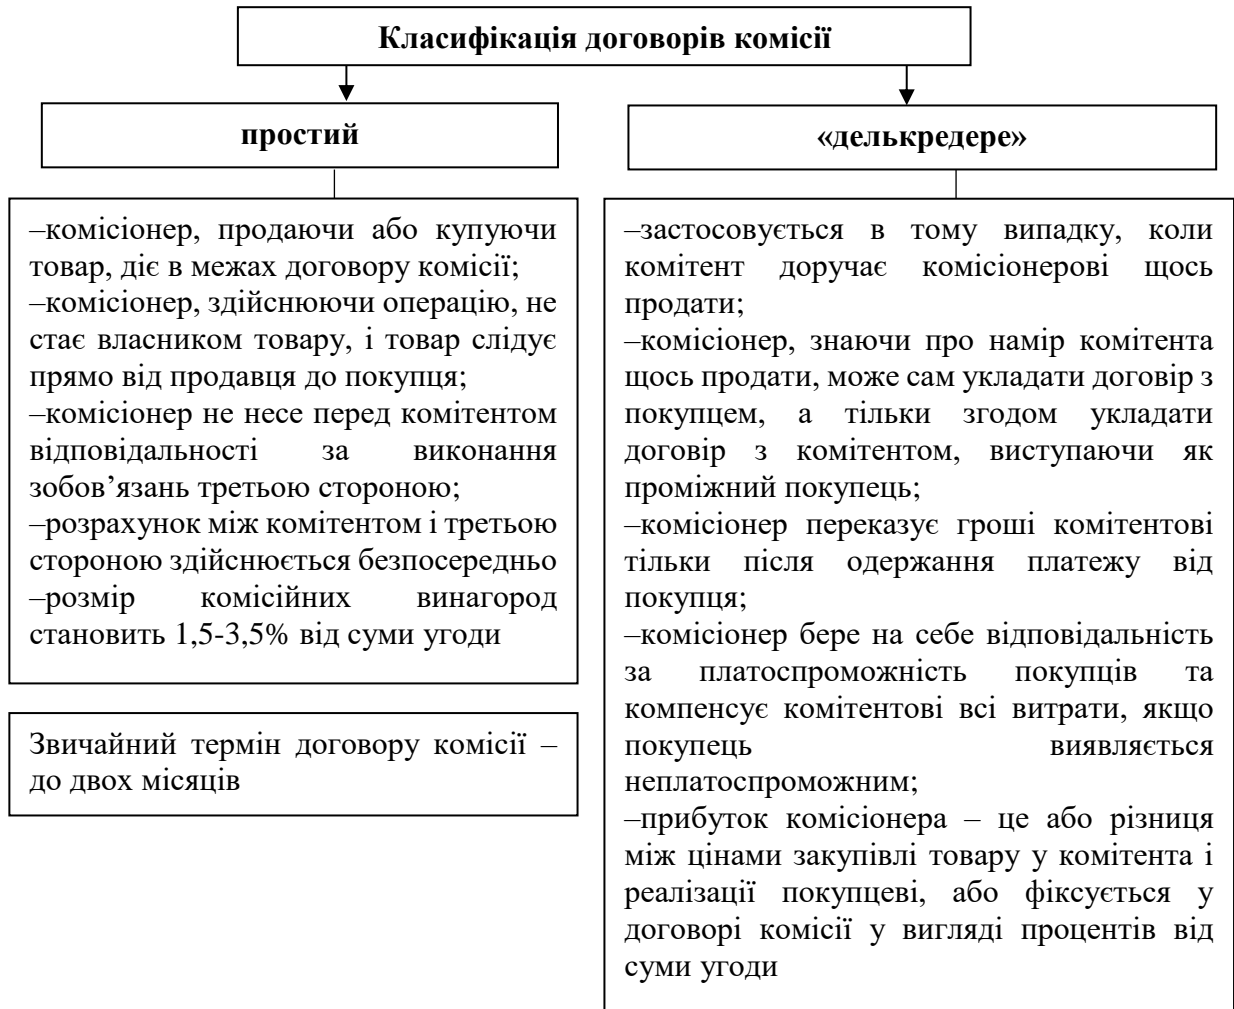 Класифікація договорів комісії
простий
«делькредере»
–комісіонер, продаючи або купуючи
товар, діє в межах договору комісії;
–комісіонер, здійснюючи операцію, не
стає власником товару, і товар слідує
прямо від продавця до покупця;
–комісіонер не несе перед комітентом
відповідальності за виконання
зобов’язань третьою стороною;
–розрахунок між комітентом і третьою
стороною здійснюється безпосередньо
–розмір комісійних винагород
становить 1,5-3,5% від суми угоди
Звичайний термін договору комісії –
до двох місяців
–застосовується в тому випадку, коли
комітент доручає комісіонерові щось
продати;
–комісіонер, знаючи про намір комітента
щось продати, може сам укладати договір з
покупцем, а тільки згодом укладати
договір з комітентом, виступаючи як
проміжний покупець;
–комісіонер переказує гроші комітентові
тільки після одержання платежу від
покупця;
–комісіонер бере на себе відповідальність
за платоспроможність покупців та
компенсує комітентові всі витрати, якщо
покупець виявляється
неплатоспроможним;
–прибуток комісіонера – це або різниця
між цінами закупівлі товару у комітента і
реалізації покупцеві, або фіксується у
договорі комісії у вигляді процентів від
суми угоди